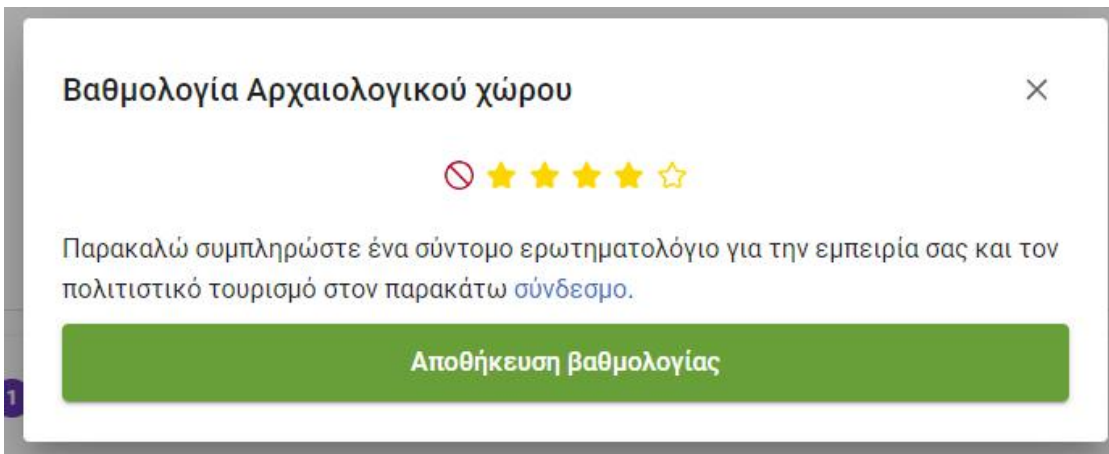 Βαθμολογία Αρχαιολογικού χώρου
Παρακαλώ συμπληρώστε ένα σύντομο ερωτηματολόγιο για την εμπειρία σας και τον
πολιτιστικό τουρισμό στον παρακάτω σύνδεσμο.
Αποθήκευση βαθμολογίας
1